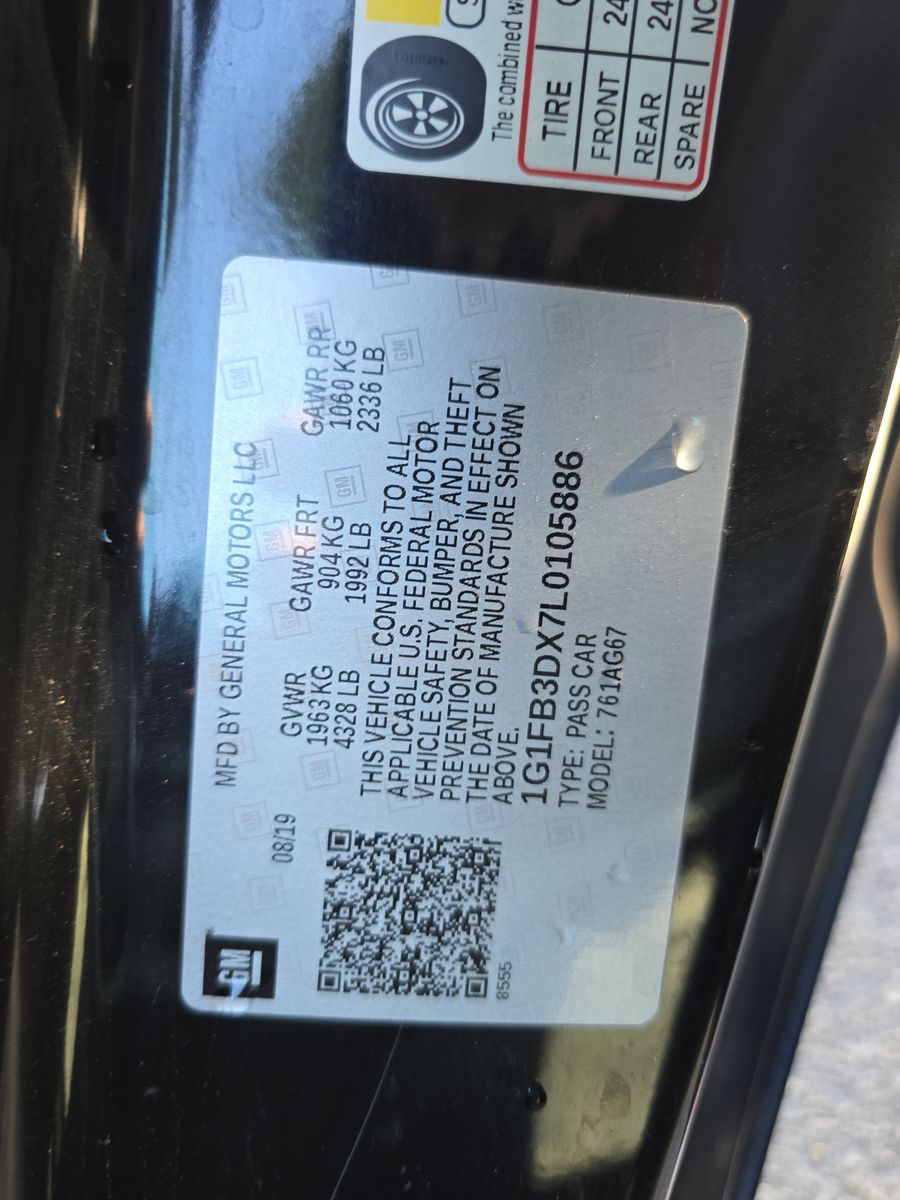 The combined
TIRE
FRONT 24
REAR 24
SPARE NO
GM
MFD BY GENERAL MOTORS LLC
08/19
GVWR GAWR FRT GAWR RR
1963 KG 904 KG 1060 KG
4328 LB 1992 LB 2336 LB
THIS VEHICLE CONFORMS TO ALL
APPLICABLE U.S. FEDERAL MOTOR
VEHICLE SAFETY, BUMPER, AND THEFT
PREVENTION STANDARDS IN EFFECT ON
THE DATE OF MANUFACTURE SHOWN
ABOVE.
1G1FB3DX7L0105886
TYPE: PASS CAR
MODEL: 761AG67
8555